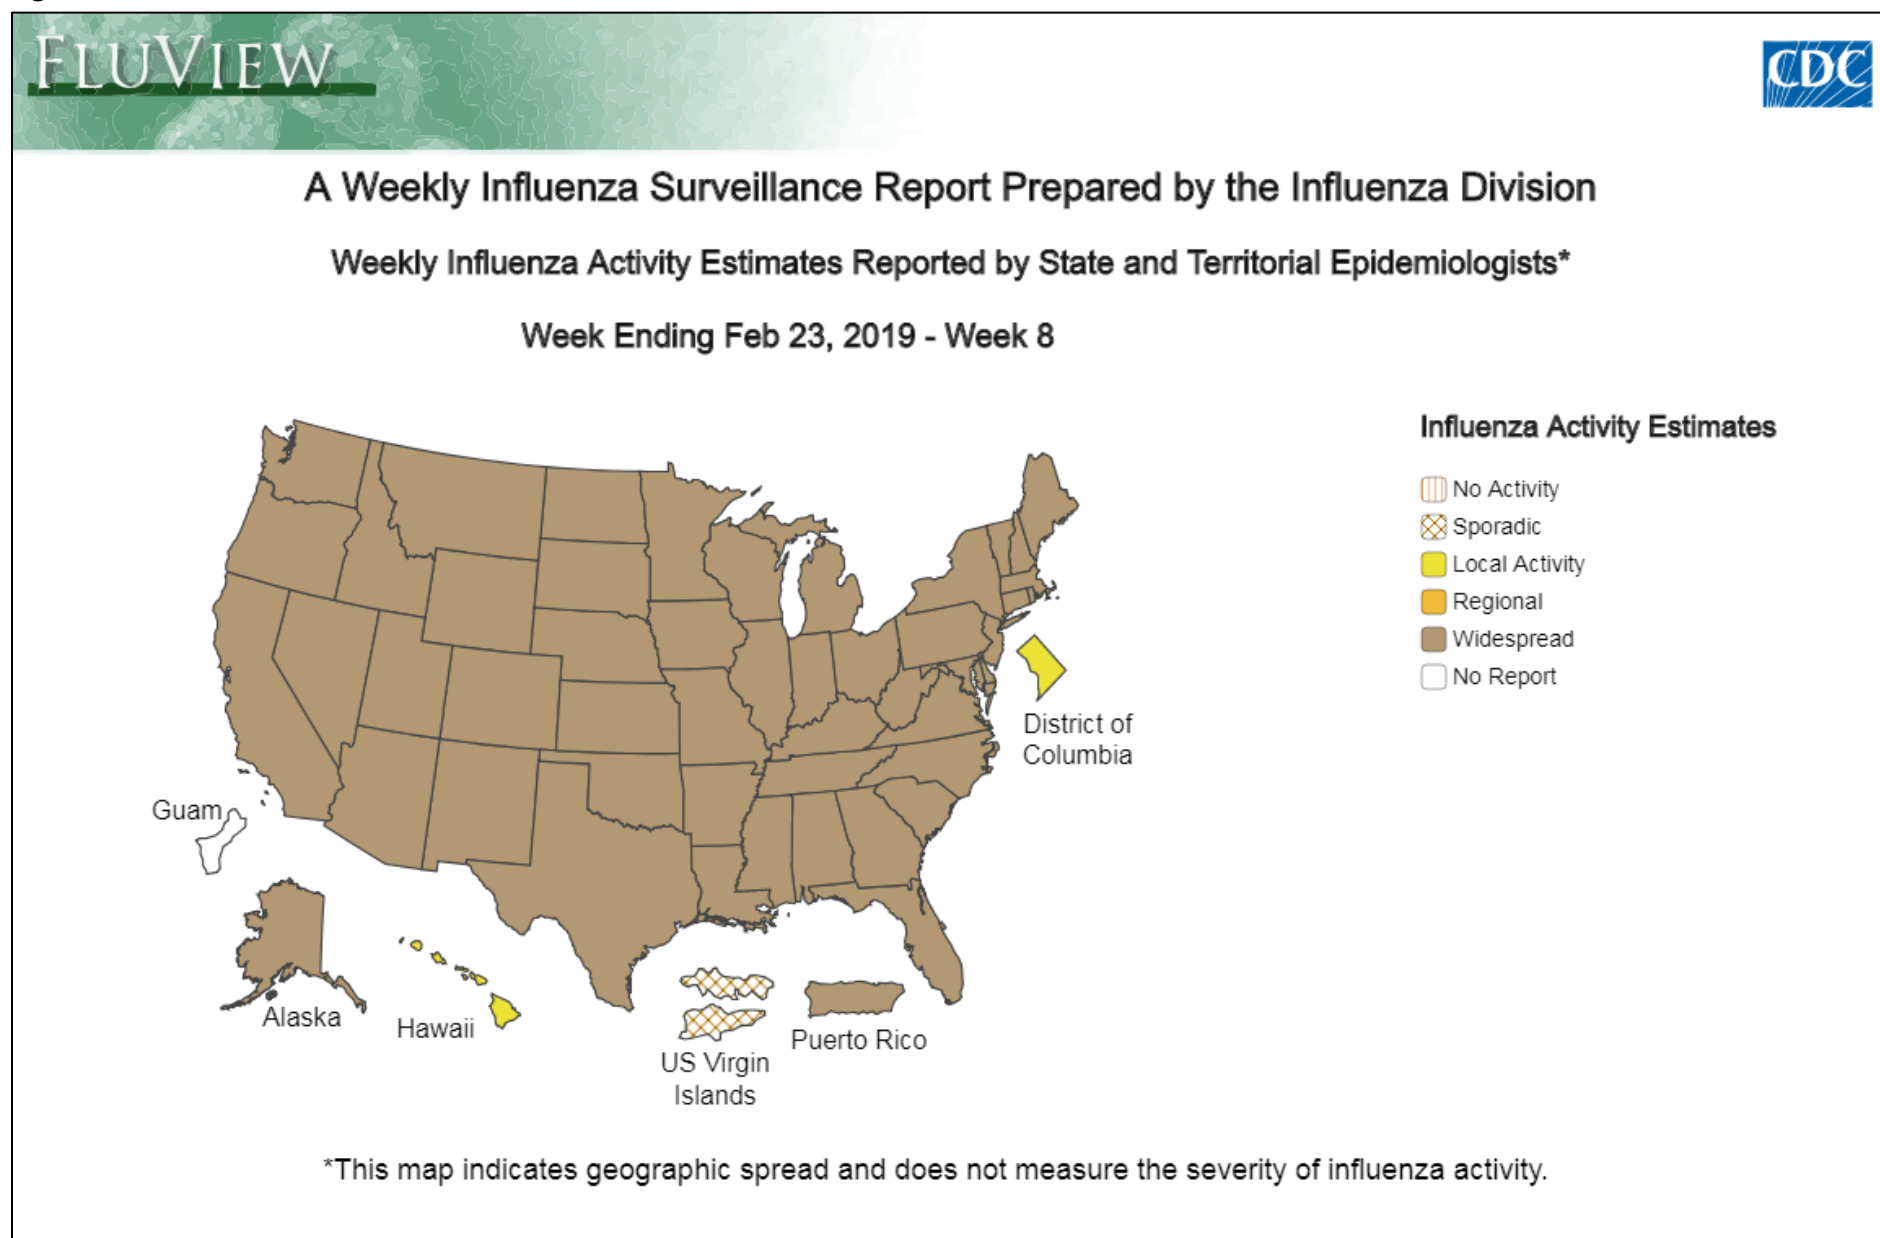 FLUVIEW
CDC
A Weekly Influenza Surveillance Report Prepared by the Influenza Division
Weekly Influenza Activity Estimates Reported by State and Territorial Epidemiologists*
Week Ending Feb 23, 2019 - Week 8
Influenza Activity Estimates
No Activity
Sporadic
Local Activity
Regional
Widespread
No Report
District of
Columbia
Guam
Alaska
Hawaii
US Virgin
Islands
Puerto Rico
*This map indicates geographic spread and does not measure the severity of influenza activity.